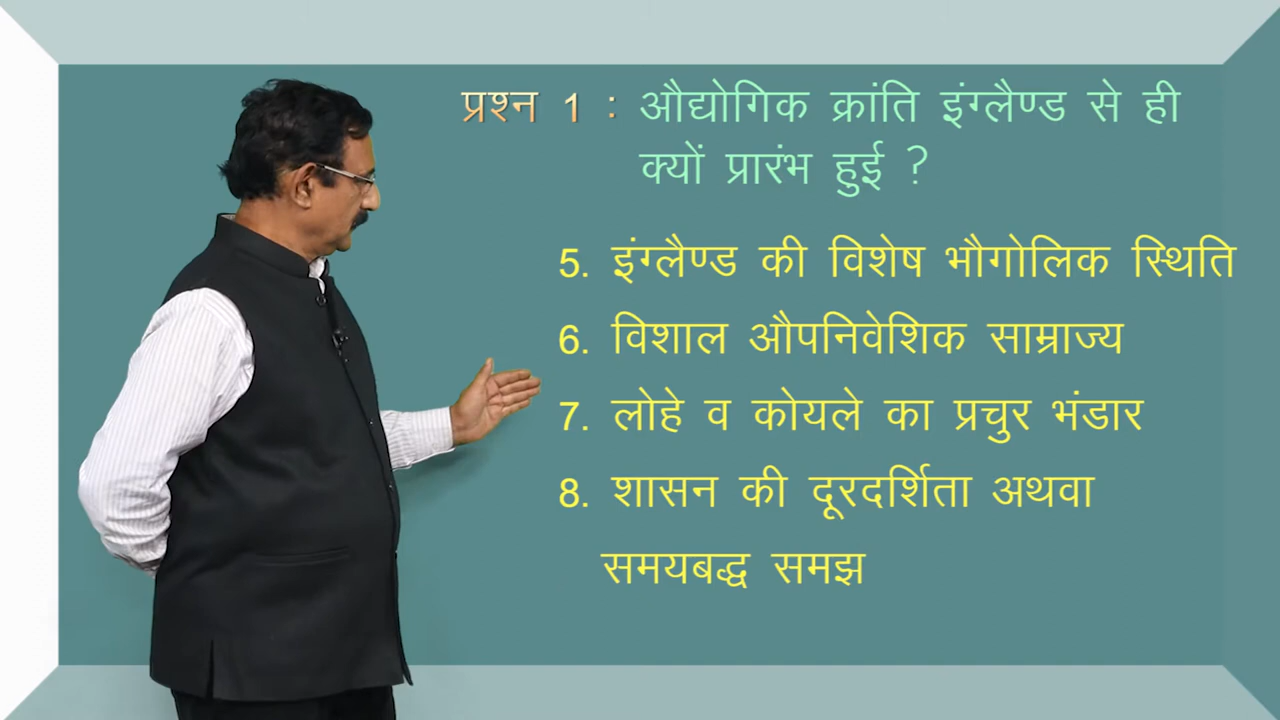 प्रश्न 1 : औद्योगिक क्रांति इंग्लैण्ड से ही
क्यों प्रारंभ हुई ?
5. इंग्लैण्ड की विशेष भौगोलिक स्थिति
6. विशाल औपनिवेशिक साम्राज्य
7. लोहे व कोयले का प्रचुर भंडार
8. शासन की दूरदर्शिता अथवा
समयबद्ध समझ